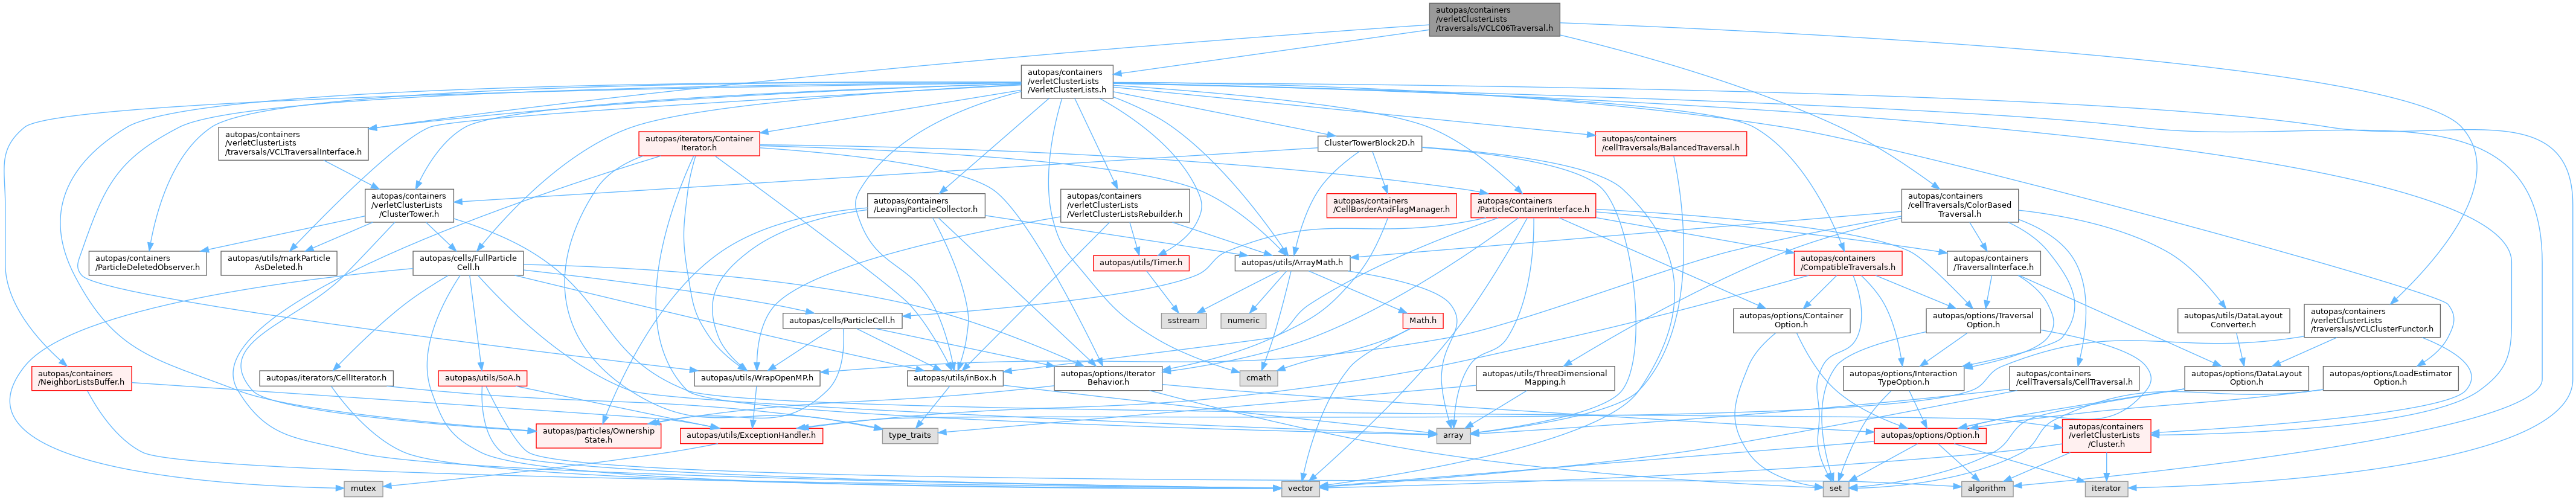 autopas/containers
/verletClusterLists
/traversals/VCLC06Traversal.h
autopas/containers
/verletClusterLists
/VerletClusterLists.h
autopas/containers
/verletClusterLists
/traversals/VCLTraversalInterface.h
autopas/iterators/Container
Iterator.h
ClusterTowerBlock2D.h
autopas/containers
/cellTraversals/BalancedTraversal.h
autopas/containers
/verletClusterLists
/ClusterTower.h
autopas/containers
/LeavingParticleCollector.h
autopas/containers
/verletClusterLists
/VerletClusterListsRebuilder.h
autopas/containers
/CellBorderAndFlagManager.h
autopas/containers
/ParticleContainerInterface.h
autopas/containers
/cellTraversals/ColorBased
Traversal.h
autopas/containers
/ParticleDeletedObserver.h
autopas/utils/markParticle
AsDeleted.h
autopas/cells/FullParticle
Cell.h
autopas/utils/Timer.h
autopas/utils/ArrayMath.h
autopas/containers
/CompatibleTraversals.h
autopas/containers
/TraversalInterface.h
autopas/cells/ParticleCell.h
sstream
numeric
Math.h
autopas/options/Container
Option.h
autopas/options/Traversal
Option.h
autopas/utils/DataLayout
Converter.h
autopas/containers
/verletClusterLists
/traversals/VCLClusterFunctor.h
autopas/containers
/NeighborListsBuffer.h
autopas/iterators/CellIterator.h
autopas/utils/SoA.h
autopas/utils/WrapOpenMP.h
autopas/utils/inBox.h
autopas/options/Iterator
Behavior.h
cmath
autopas/utils/ThreeDimensional
Mapping.h
autopas/options/Interaction
TypeOption.h
autopas/containers
/cellTraversals/CellTraversal.h
autopas/options/DataLayout
Option.h
autopas/options/LoadEstimator
Option.h
autopas/particles/Ownership
State.h
autopas/utils/ExceptionHandler.h
type_traits
array
autopas/options/Option.h
autopas/containers
/verletClusterLists
/Cluster.h
mutex
vector
set
algorithm
iterator